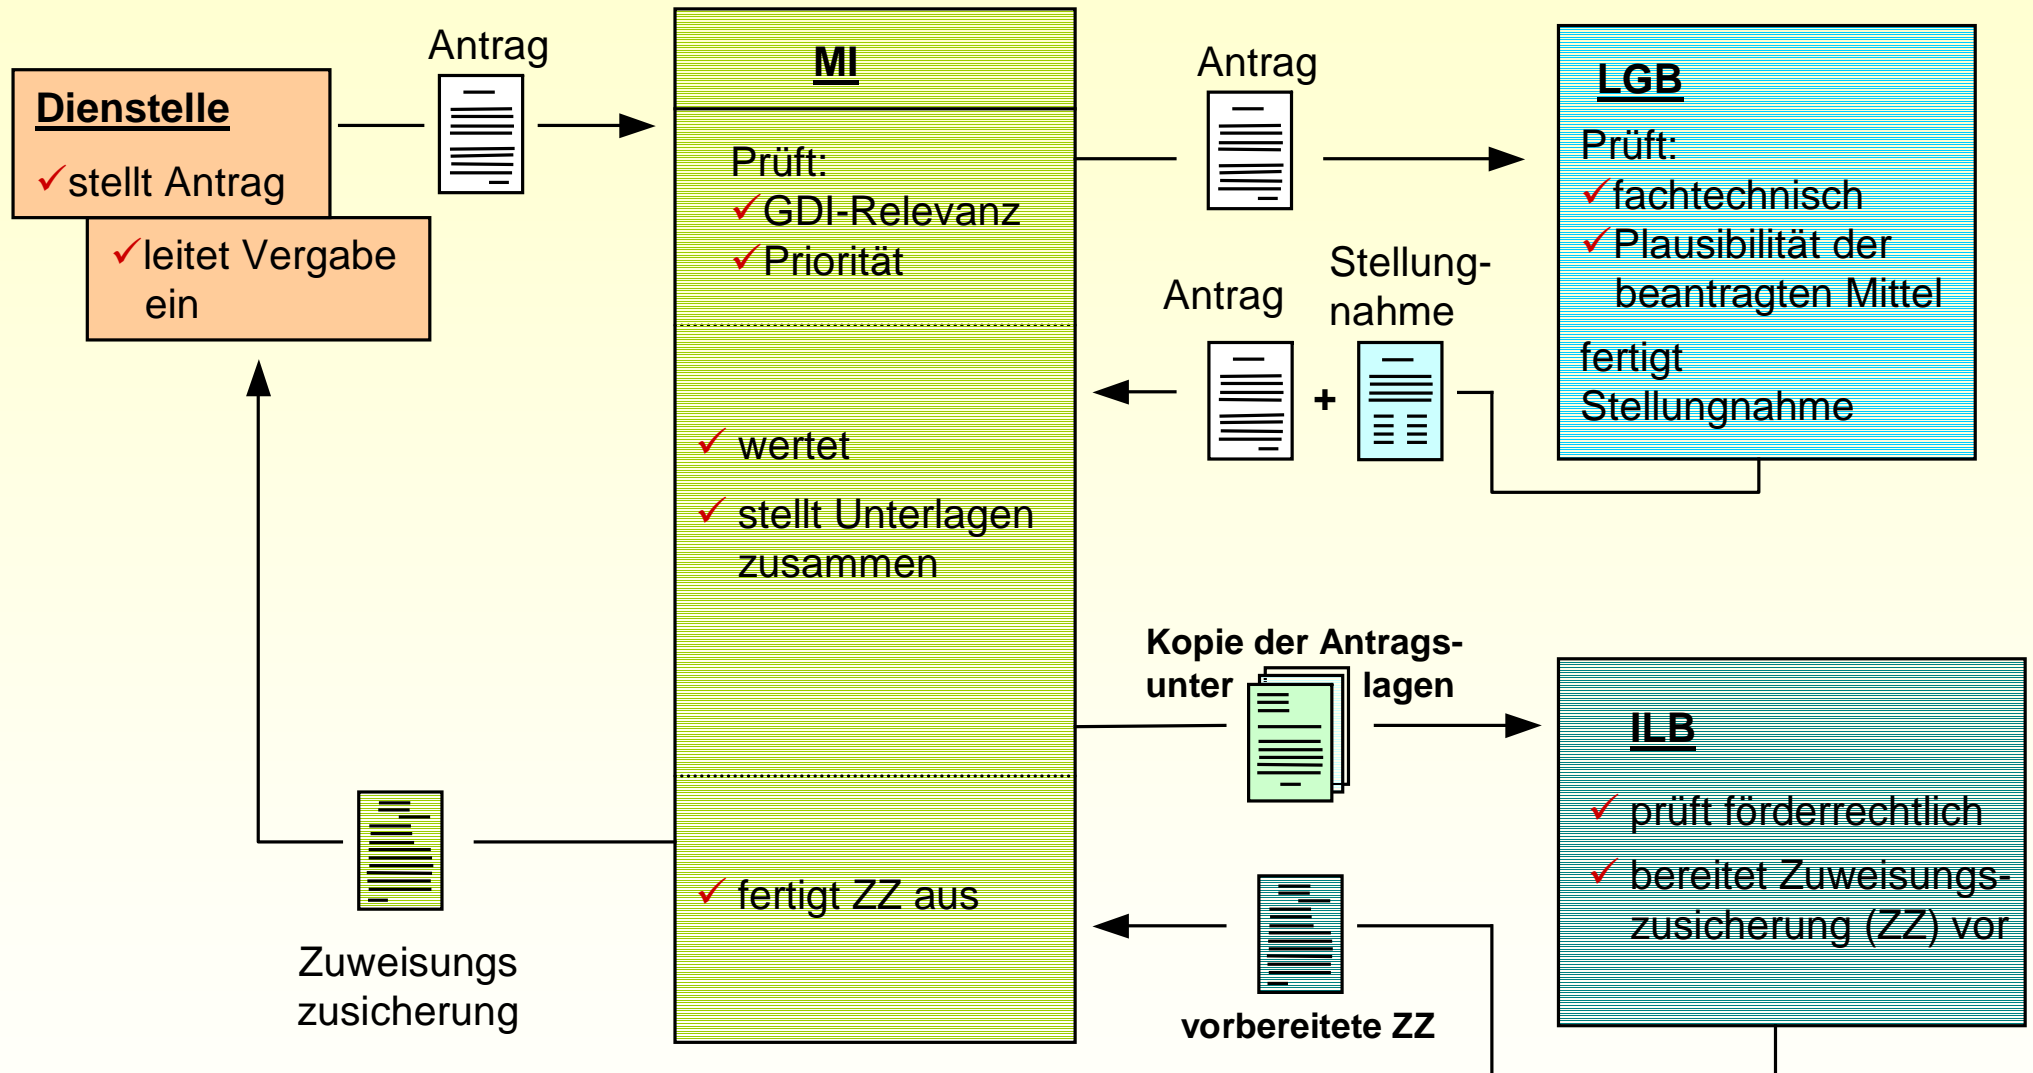 Antrag
Dienstelle
stellt Antrag
leitet Vergabe
ein
MI
Prüft:
GDI-Relevanz
Priorität
wertet
stellt Unterlagen
zusammen
fertigt ZZ aus
Antrag
LGB
Prüft:
fachtechnisch
Plausibilität der
beantragten Mittel
fertigt
Stellungnahme
Antrag
+
Stellung-
nahme
Kopie der Antrags-
unter lagen
ILB
prüft förderrechtlich
bereitet Zuweisungs-
zusicherung (ZZ) vor
vorbereitete ZZ
Zuweisungs
zusicherung